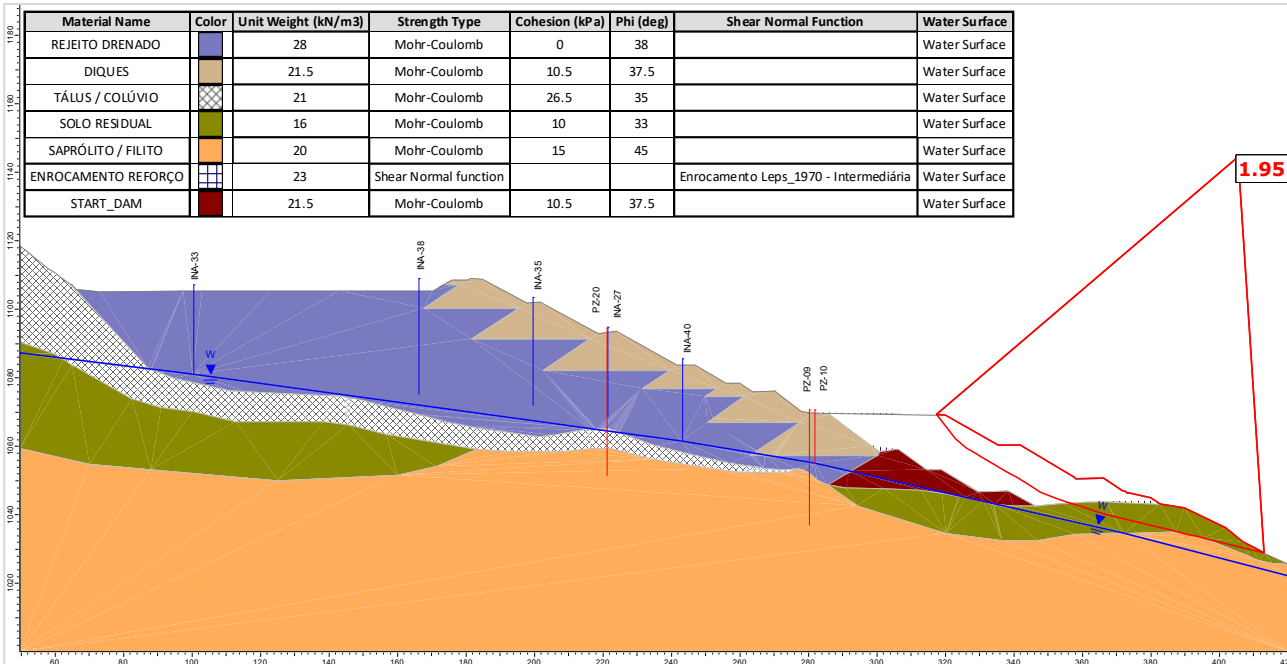 Material Name Color Unit Weight (kN/m3) Strength Type Cohesion (kPa) Phi (deg) Shear Normal Function Water Surface
REJEITO DRENADO 28 Mohr-Coulomb 0 38 Water Surface
DIQUES 21.5 Mohr-Coulomb 10.5 37.5 Water Surface
TÁLUS / COLÚVIO 21 Mohr-Coulomb 26.5 35 Water Surface
SOLO RESIDUAL 16 Mohr-Coulomb 10 33 Water Surface
SAPRÓLITO / FILITO 20 Mohr-Coulomb 15 45 Water Surface
ENROCAMENTO REFORÇO 23 Shear Normal function Enrocamento Leps_1970 - Intermediária Water Surface
START_DAM 21.5 Mohr-Coulomb 10.5 37.5 Water Surface
1.95
1180
1160
1140
1120
1100
1080
1060
1040
1020
INA-33
INA-38
INA-35
PZ-20
INA-27
INA-40
PZ-09
PZ-10
W
W
60 80 100 120 140 160 180 200 220 240 260 280 300 320 340 360 380 400